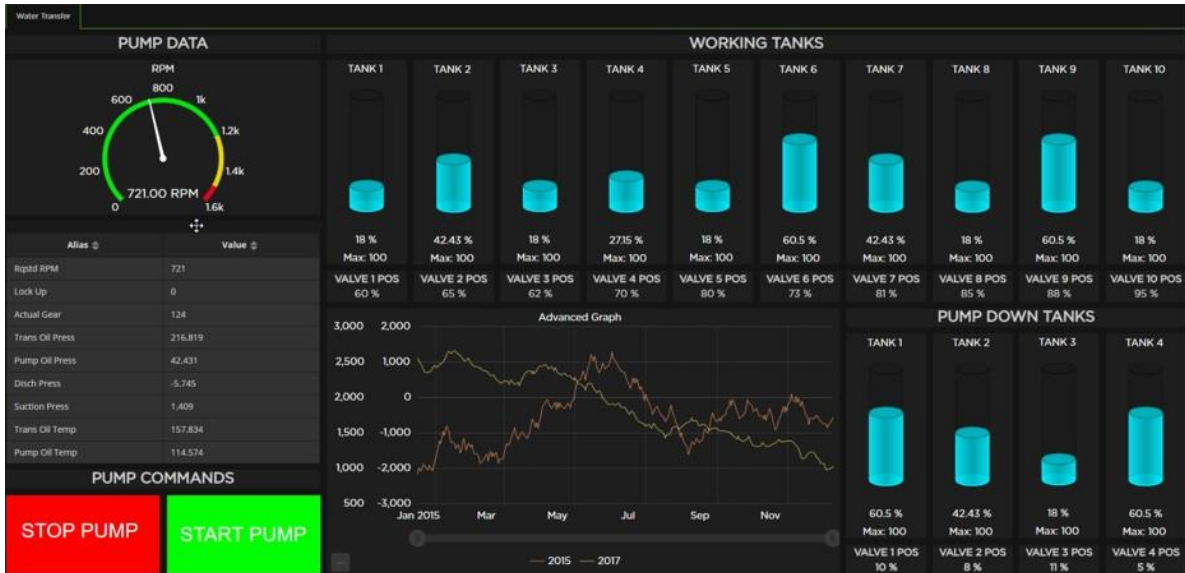 Water Transfer
PUMP DATA
RPM
0
200
400
600
800
1k
1.2k
1.4k
1.6k
721.00 RPM
Alias Value
Rqstd RPM 721
Lock Up 0
Actual Gear 124
Trans Oil Press 216.819
Pump Oil Press 42.431
Disch Press -5.745
Suction Press 1.409
Trans Oil Temp 157.834
Pump Oil Temp 114.574
PUMP COMMANDS
STOP PUMP START PUMP
WORKING TANKS
TANK 1 TANK 2 TANK 3 TANK 4 TANK 5 TANK 6 TANK 7 TANK 8 TANK 9 TANK 10
18 % 42.43 % 18 % 27.15 % 18 % 60.5 % 42.43 % 18 % 60.5 % 18 %
Max: 100 Max: 100 Max: 100 Max: 100 Max: 100 Max: 100 Max: 100 Max: 100 Max: 100 Max: 100
VALVE 1 POS VALVE 2 POS VALVE 3 POS VALVE 4 POS VALVE 5 POS VALVE 6 POS VALVE 7 POS VALVE 8 POS VALVE 9 POS VALVE 10 POS
60 % 65 % 62 % 70 % 80 % 73 % 81 % 85 % 88 % 95 %
Advanced Graph
3,000 2,000
2,500 1,000
2,000 0
1,500 -1,000
1,000 -2,000
500 -3,000
Jan 2015 Mar May Jul Sep Nov
2015 2017
...
PUMP DOWN TANKS
TANK 1 TANK 2 TANK 3 TANK 4
60.5 % 42.43 % 18 % 60.5 %
Max: 100 Max: 100 Max: 100 Max: 100
VALVE 1 POS VALVE 2 POS VALVE 3 POS VALVE 4 POS
10 % 8 % 11 % 5 %